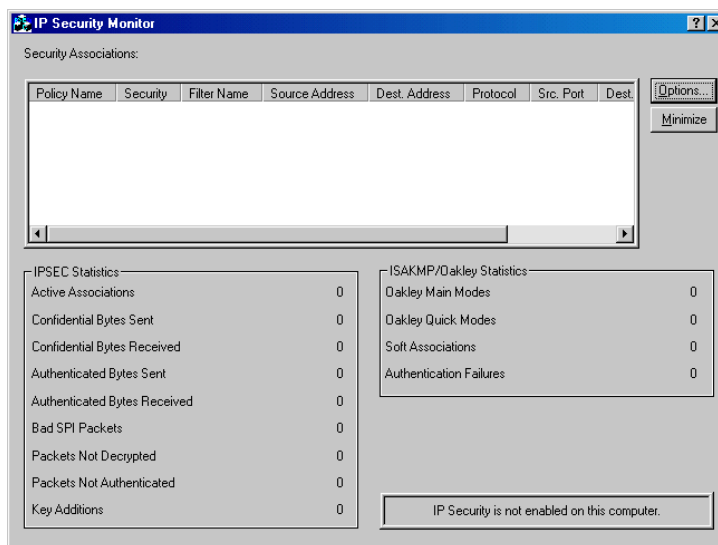 IP Security Monitor
Security Associations:
Policy Name Security Filter Name Source Address Dest. Address Protocol Src. Port Dest.
Options...
Minimize
IPSEC Statistics
Active Associations 0
Confidential Bytes Sent 0
Confidential Bytes Received 0
Authenticated Bytes Sent 0
Authenticated Bytes Received 0
Bad SPI Packets 0
Packets Not Decrypted 0
Packets Not Authenticated 0
Key Additions 0
ISAKMP/Oakley Statistics
Oakley Main Modes 0
Oakley Quick Modes 0
Soft Associations 0
Authentication Failures 0
IP Security is not enabled on this computer.